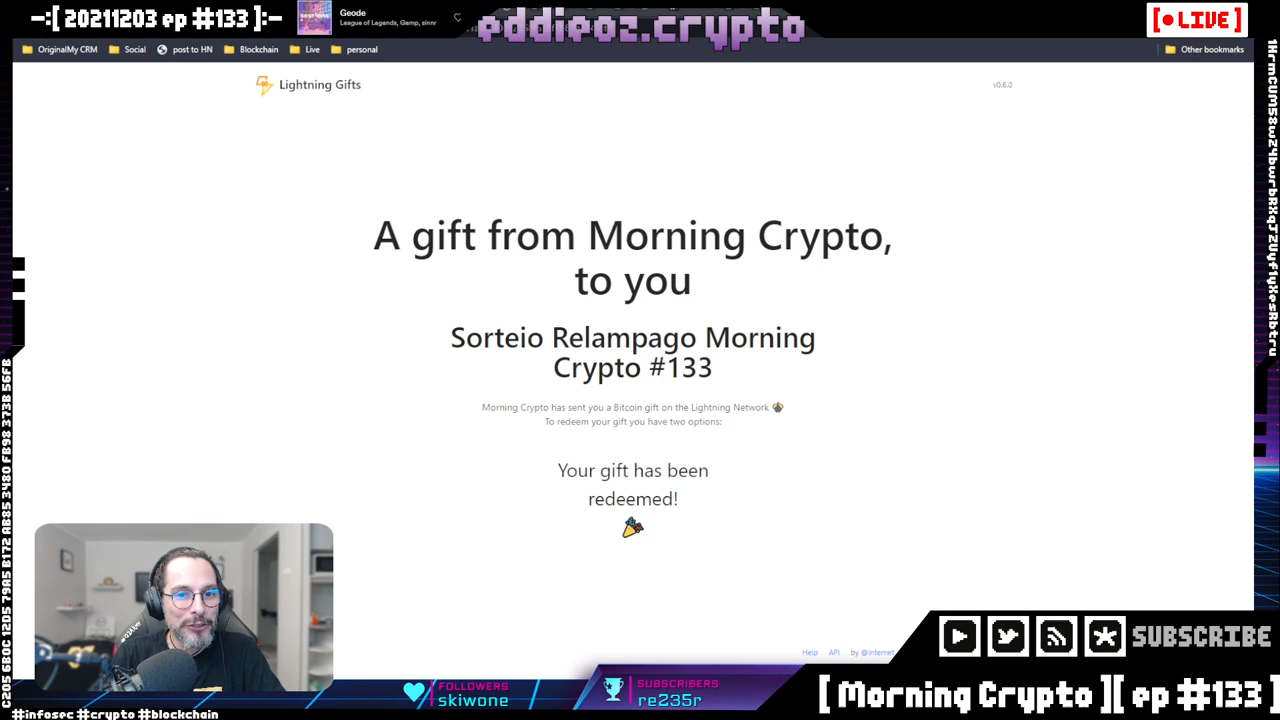 -:[ 20211203 ep #133 ]:-
Geode
League of Legends, Gemp, sinnr
eddieoz.crypto
[ LIVE ]
OriginalMy CRM
Social
post to HN
Blockchain
Live
personal
Other bookmarks
Lightning Gifts
v0.6.0
A gift from Morning Crypto,
to you
Sorteio Relampago Morning
Crypto #133
Morning Crypto has sent you a Bitcoin gift on the Lightning Network
To redeem your gift you have two options:
Your gift has been
redeemed!
Help
API
by @internet
SUBSCRIBE
FOLLOWERS
skiwone
SUBSCRIBERS
re235r
[ Morning Crypto ][ ep #133 ]
#infosec #crypto #blockchain